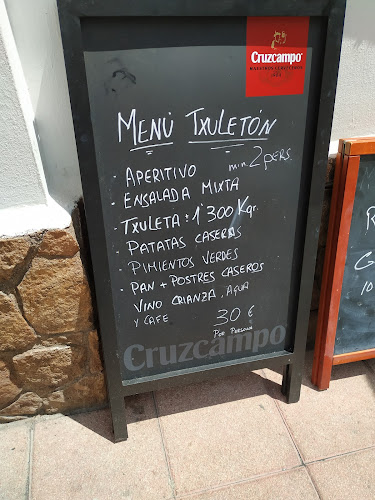 Cruzcampo
MENÚ TXULETÓN
min. 2 PERS.
- APERITIVO
- ENSALADA MIXTA
- TXULETA: 1'300 Kgr.
- PATATAS CASERAS
- PIMIENTOS VERDES
- PAN + POSTRES CASEROS
VINO CRIANZA, AGUA
Y CAFE 30 €
POR PERSONA
Cruzcampo